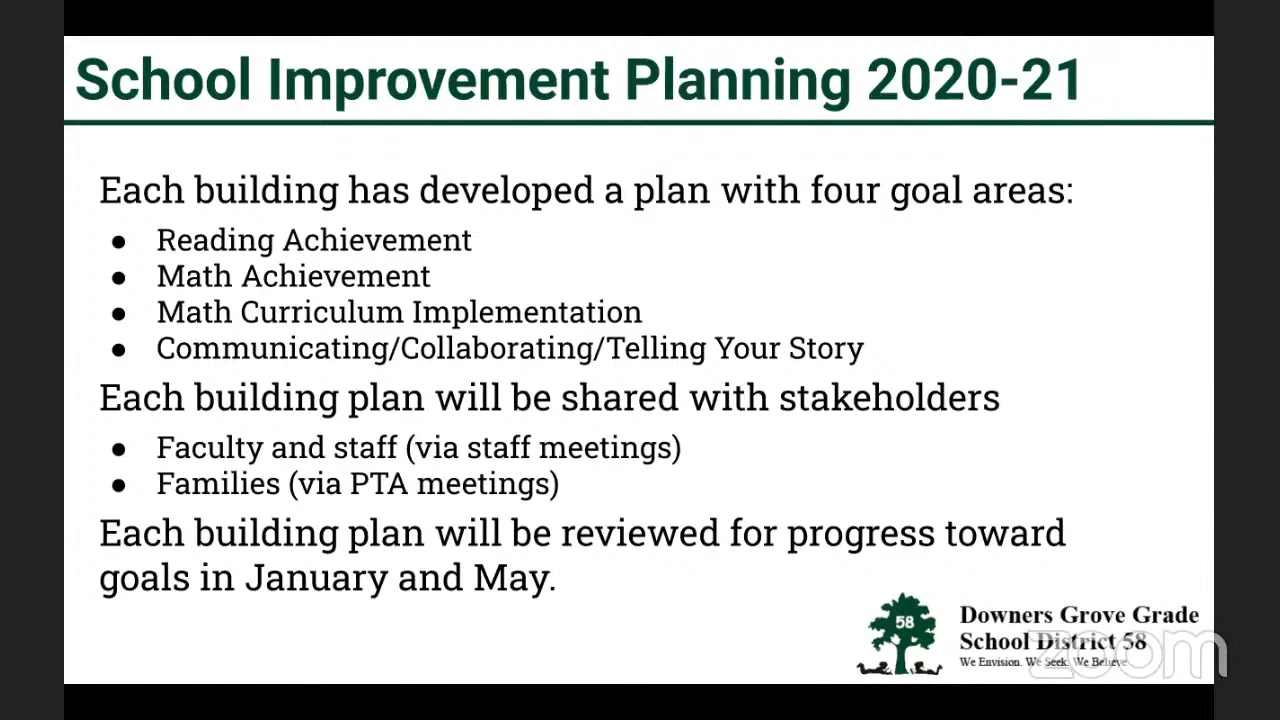 School Improvement Planning 2020-21
Each building has developed a plan with four goal areas:
● Reading Achievement
● Math Achievement
● Math Curriculum Implementation
● Communicating/Collaborating/Telling Your Story
Each building plan will be shared with stakeholders
● Faculty and staff (via staff meetings)
● Families (via PTA meetings)
Each building plan will be reviewed for progress toward
goals in January and May.
58
Downers Grove Grade
School District 58
We Envision. We Seek. We Believe
zoom